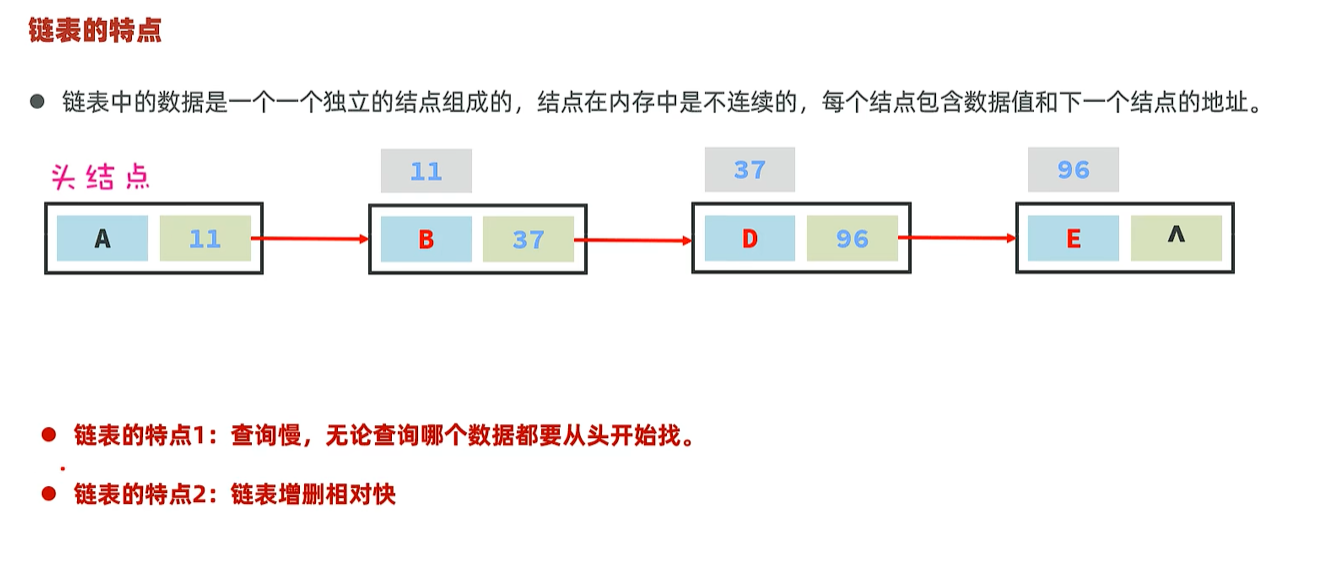 链表的特点
链表中的数据是一个一个独立的结点组成的，结点在内存中是不连续的，每个结点包含数据值和下一个结点的地址。
头结点
11 37 96
A 11 B 37 D 96 E ∧
链表的特点1：查询慢，无论查询哪个数据都要从头开始找。
链表的特点2：链表增删相对快